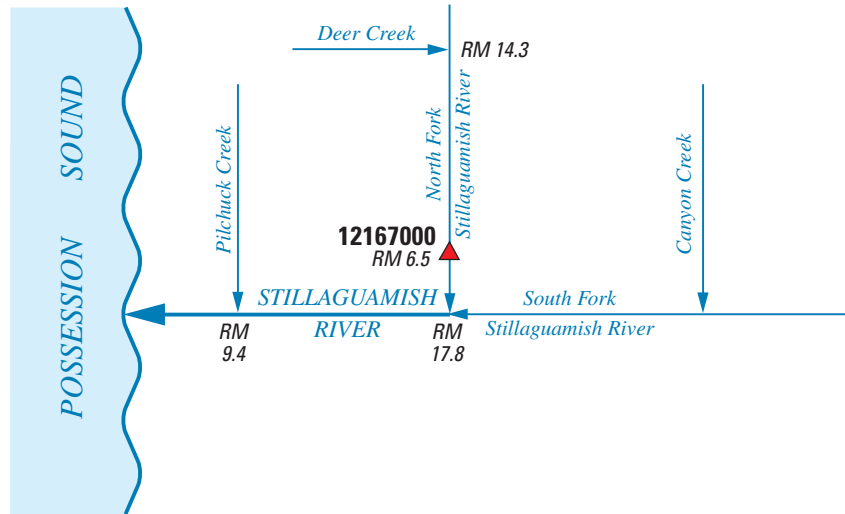 Deer Creek
RM 14.3
POSSESSION SOUND
Pilchuck Creek
North Fork
Stillaguamish River
Canyon Creek
12167000
RM 6.5
STILLAGUAMISH
RIVER
South Fork
Stillaguamish River
RM
9.4
RM
17.8